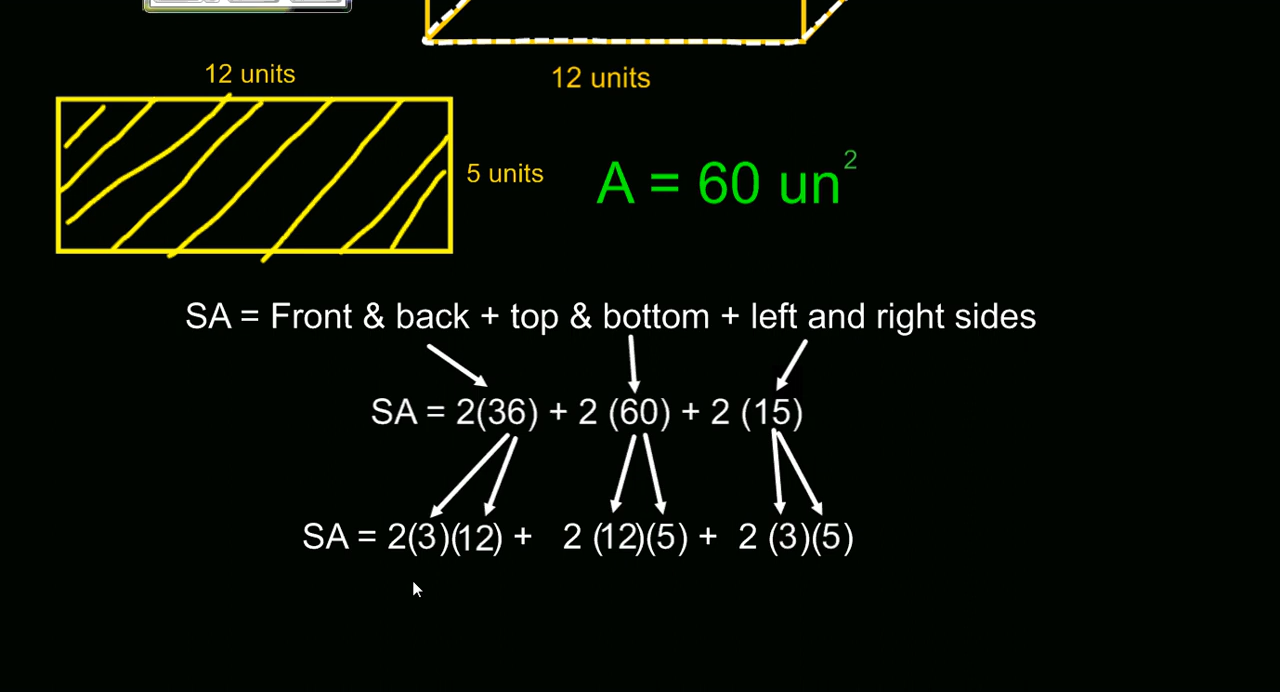 12 units
12 units
5 units
A = 60 un²
SA = Front & back + top & bottom + left and right sides
SA = 2(36) + 2 (60) + 2 (15)
SA = 2(3)(12) + 2 (12)(5) + 2 (3)(5)